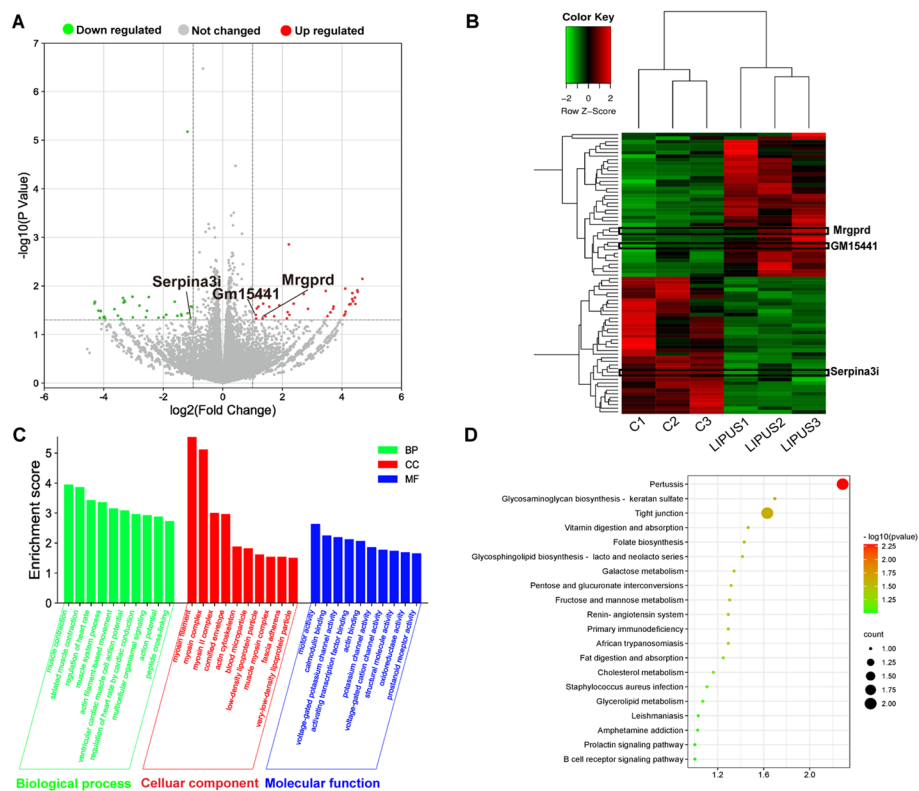 A
Down regulated
Not changed
Up regulated
-log10(P Value)
7
6
5
4
3
2
1
0
Serpina3i
Gm15441
Mrgprd
-6
-4
-2
0
2
4
6
log2(Fold Change)
B
Color Key
-2
0
2
Row Z-Score
Mrgprd
GM15441
Serpina3i
C1
C2
C3
LIPUS1
LIPUS2
LIPUS3
C
BP
CC
MF
Enrichment score
5
4
3
2
1
0
muscle contraction
striated muscle contraction
regulation of heart rate
muscle system process
actin filament-based movement
ventricular cardiac muscle cell action potential
regulation of heart rate by cardiac conduction
multicellular organismal signaling
action potential
peptide cross-linking
myosin filament
myosin complex
myosin II complex
cornified envelope
actin cytoskeleton
blood microparticle
low-density lipoprotein particle
muscle myosin complex
fascia adherens
very-low-density lipoprotein particle
motor activity
calmodulin binding
voltage-gated potassium channel activity
activating transcription factor binding
actin binding
potassium channel activity
voltage-gated cation channel activity
structural molecule activity
oxidoreductase activity
prostanoid receptor activity
Biological process
Celluar component
Molecular function
D
Pertussis
Glycosaminoglycan biosynthesis - keratan sulfate
Tight junction
Vitamin digestion and absorption
Folate biosynthesis
Glycosphingolipid biosynthesis - lacto and neolacto series
Galactose metabolism
Pentose and glucuronate interconversions
Fructose and mannose metabolism
Renin- angiotensin system
Primary immunodeficiency
African trypanosomiasis
Fat digestion and absorption
Cholesterol metabolism
Staphylococcus aureus infection
Glycerolipid metabolism
Leishmaniasis
Amphetamine addiction
Prolactin signaling pathway
B cell receptor signaling pathway
1.2
1.6
2.0
- log10(pvalue)
2.25
2.00
1.75
1.50
1.25
count
1.00
1.25
1.50
1.75
2.00